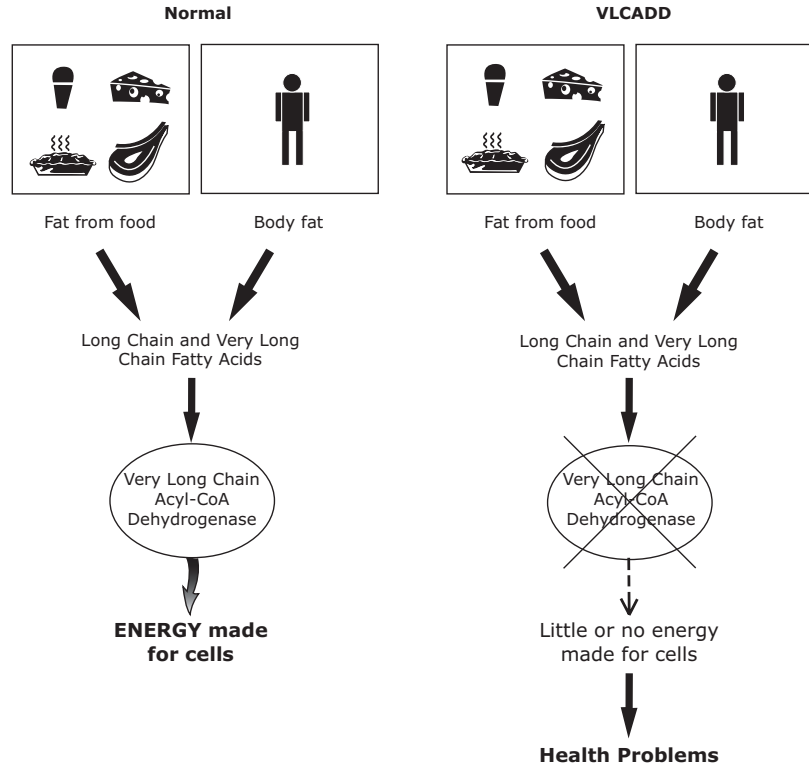 Normal
Fat from food
Body fat
Long Chain and Very Long
Chain Fatty Acids
Very Long Chain
Acyl-CoA
Dehydrogenase
ENERGY made
for cells
VLCADD
Fat from food
Body fat
Long Chain and Very Long
Chain Fatty Acids
Very Long Chain
Acyl-CoA
Dehydrogenase
Little or no energy
made for cells
Health Problems